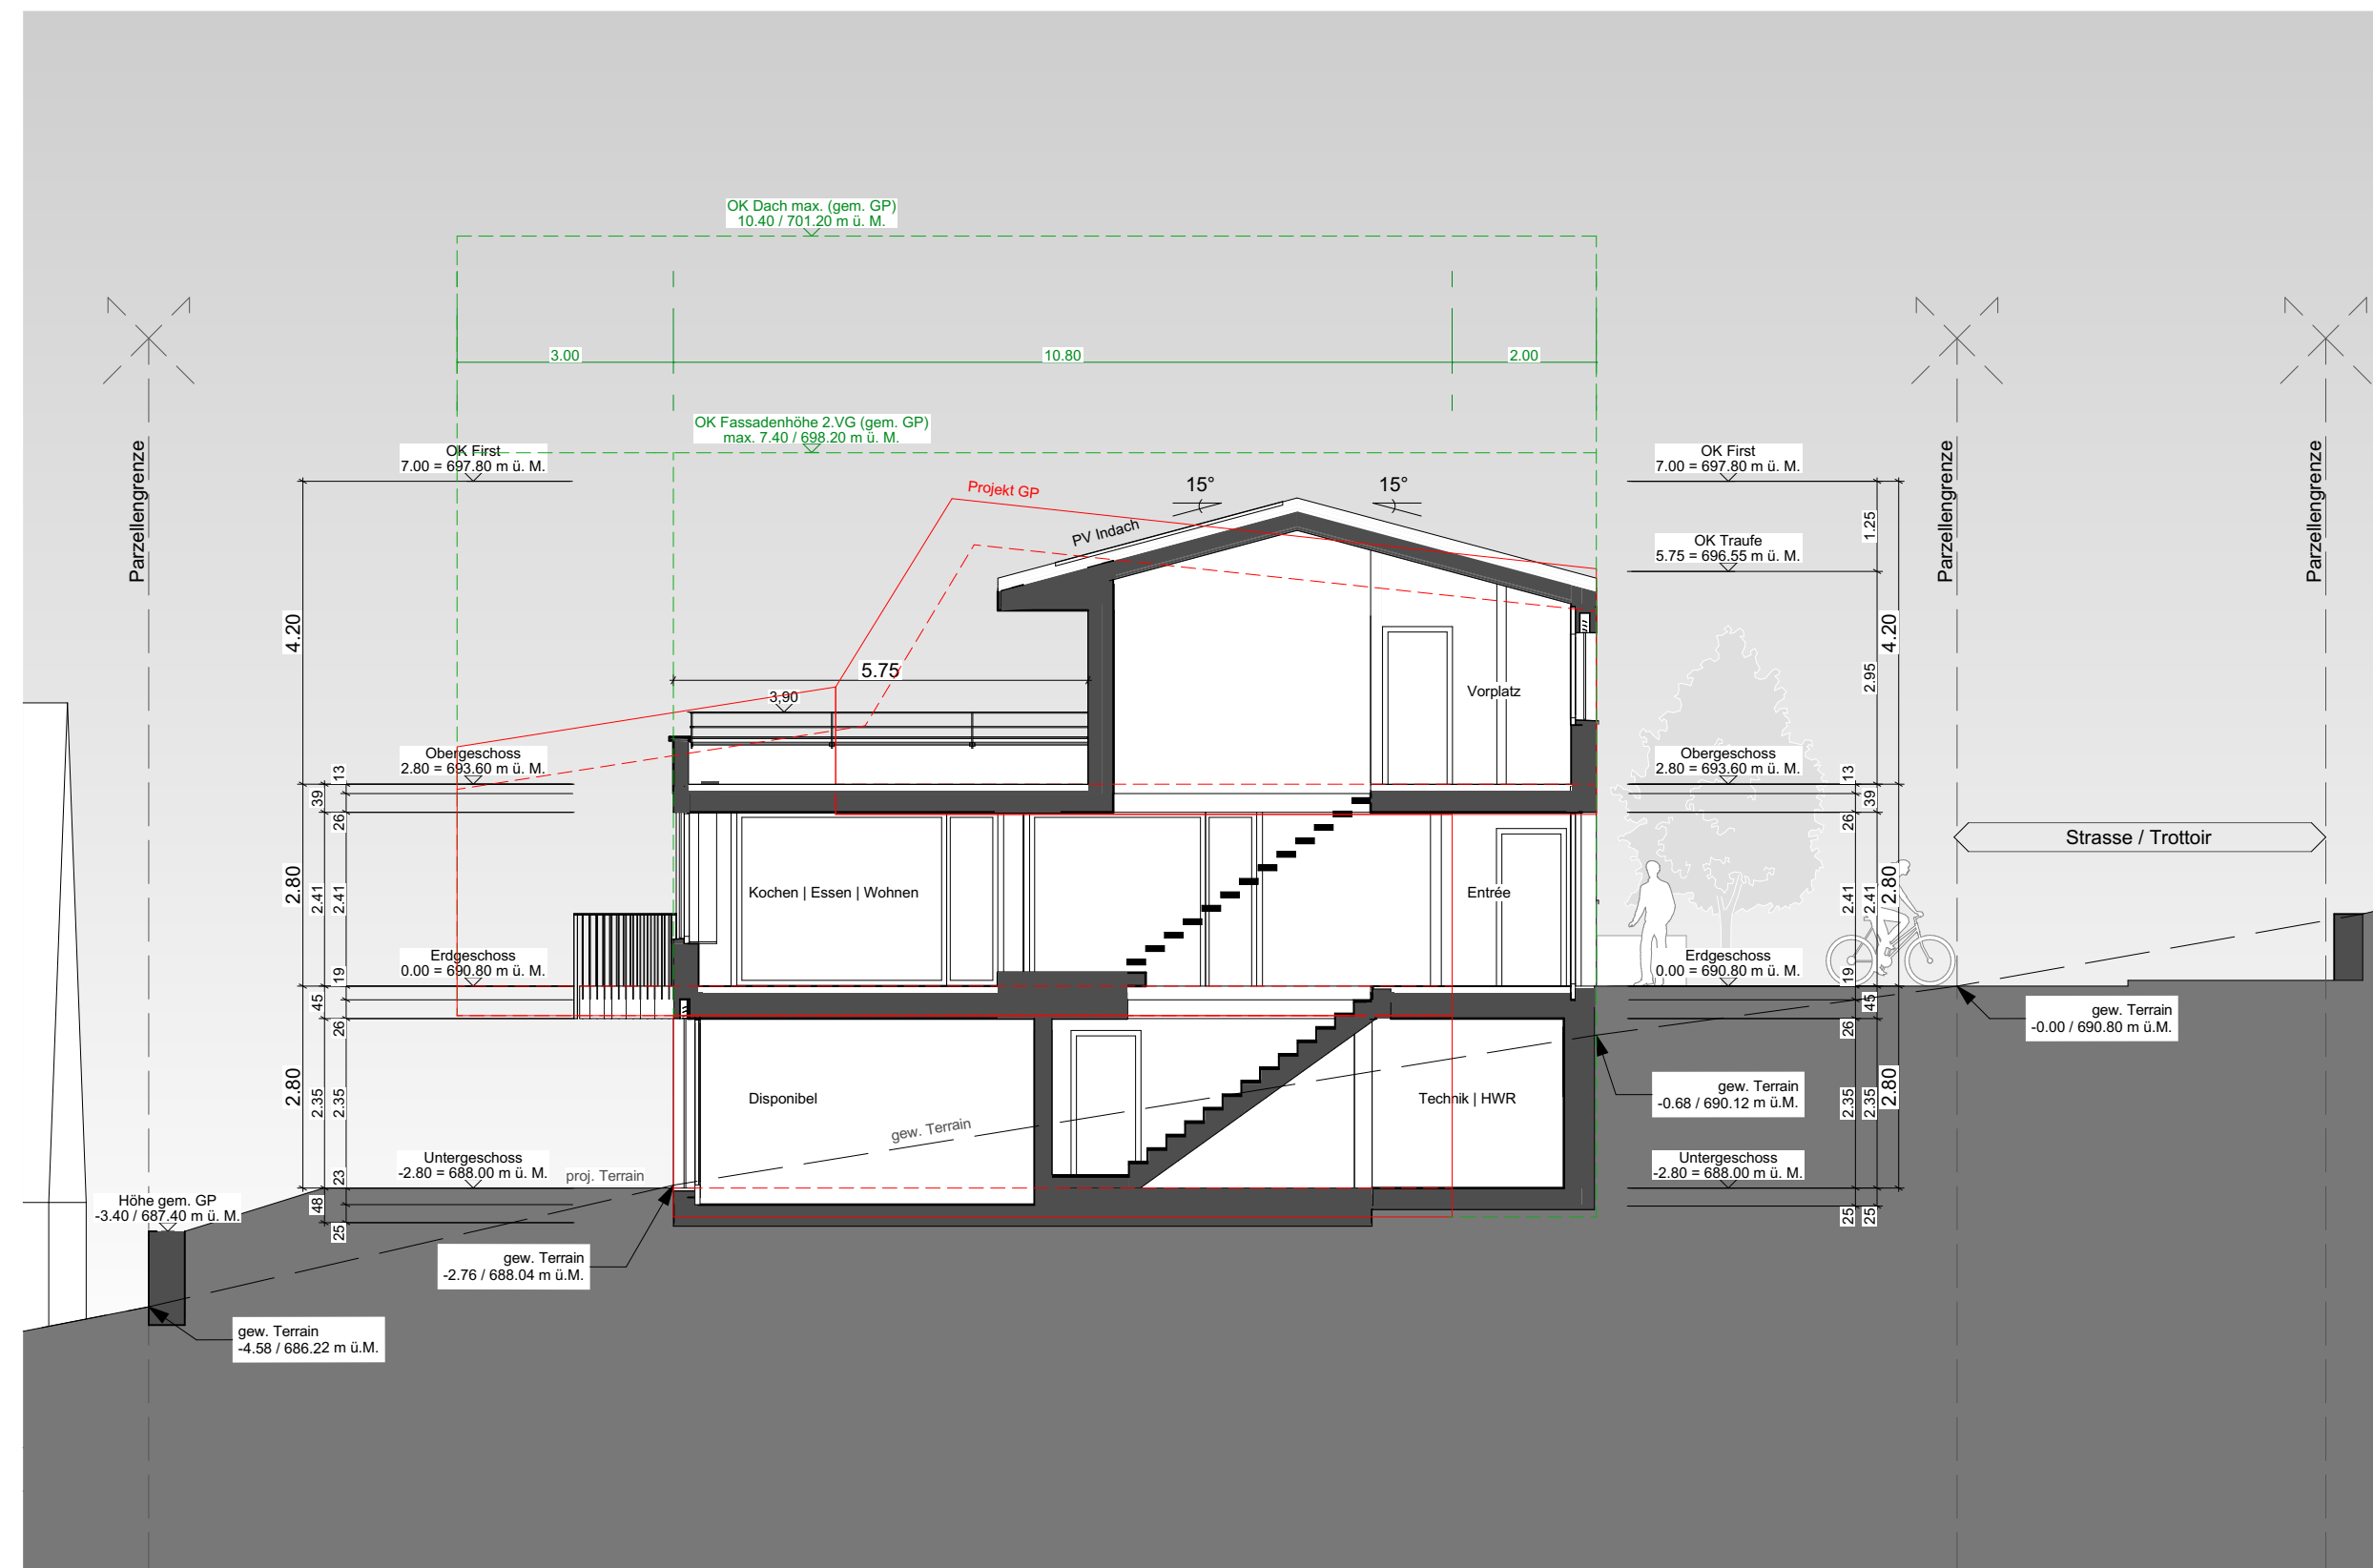 OK Dach max. (gem. GP)
10.40 / 701.20 m ü. M.
3.00
10.80
2.00
OK Fassadenhöhe 2.VG (gem. GP)
max. 7.40 / 698.20 m ü. M.
OK First
7.00 = 697.80 m ü. M.
OK First
7.00 = 697.80 m ü. M.
Parzellengrenze
Parzellengrenze
Parzellengrenze
Projekt GP
15°
15°
PV Indach
1.25
OK Traufe
5.75 = 696.55 m ü. M.
4.20
5.75
3,90
Vorplatz
2.95
4.20
Obergeschoss
2.80 = 693.60 m ü. M.
13
39
26
Obergeschoss
2.80 = 693.60 m ü. M.
13
39
26
Strasse / Trottoir
2.80
2.41
2.41
Kochen | Essen | Wohnen
Entrée
2.41
2.41
2.80
Erdgeschoss
0.00 = 690.80 m ü. M.
19
45
26
Erdgeschoss
0.00 = 690.80 m ü. M.
19
45
26
gew. Terrain
-0.00 / 690.80 m ü.M.
2.80
2.35
2.35
Disponibel
Technik | HWR
gew. Terrain
gew. Terrain
-0.68 / 690.12 m ü.M.
2.35
2.35
2.80
Untergeschoss
-2.80 = 688.00 m ü. M.
proj. Terrain
23
48
25
Untergeschoss
-2.80 = 688.00 m ü. M.
25
25
Höhe gem. GP
-3.40 / 687.40 m ü. M.
gew. Terrain
-2.76 / 688.04 m ü.M.
gew. Terrain
-4.58 / 686.22 m ü.M.